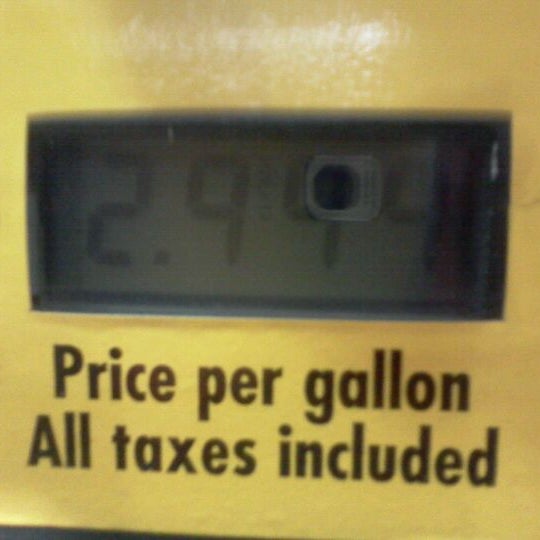 Price per gallon
All taxes included